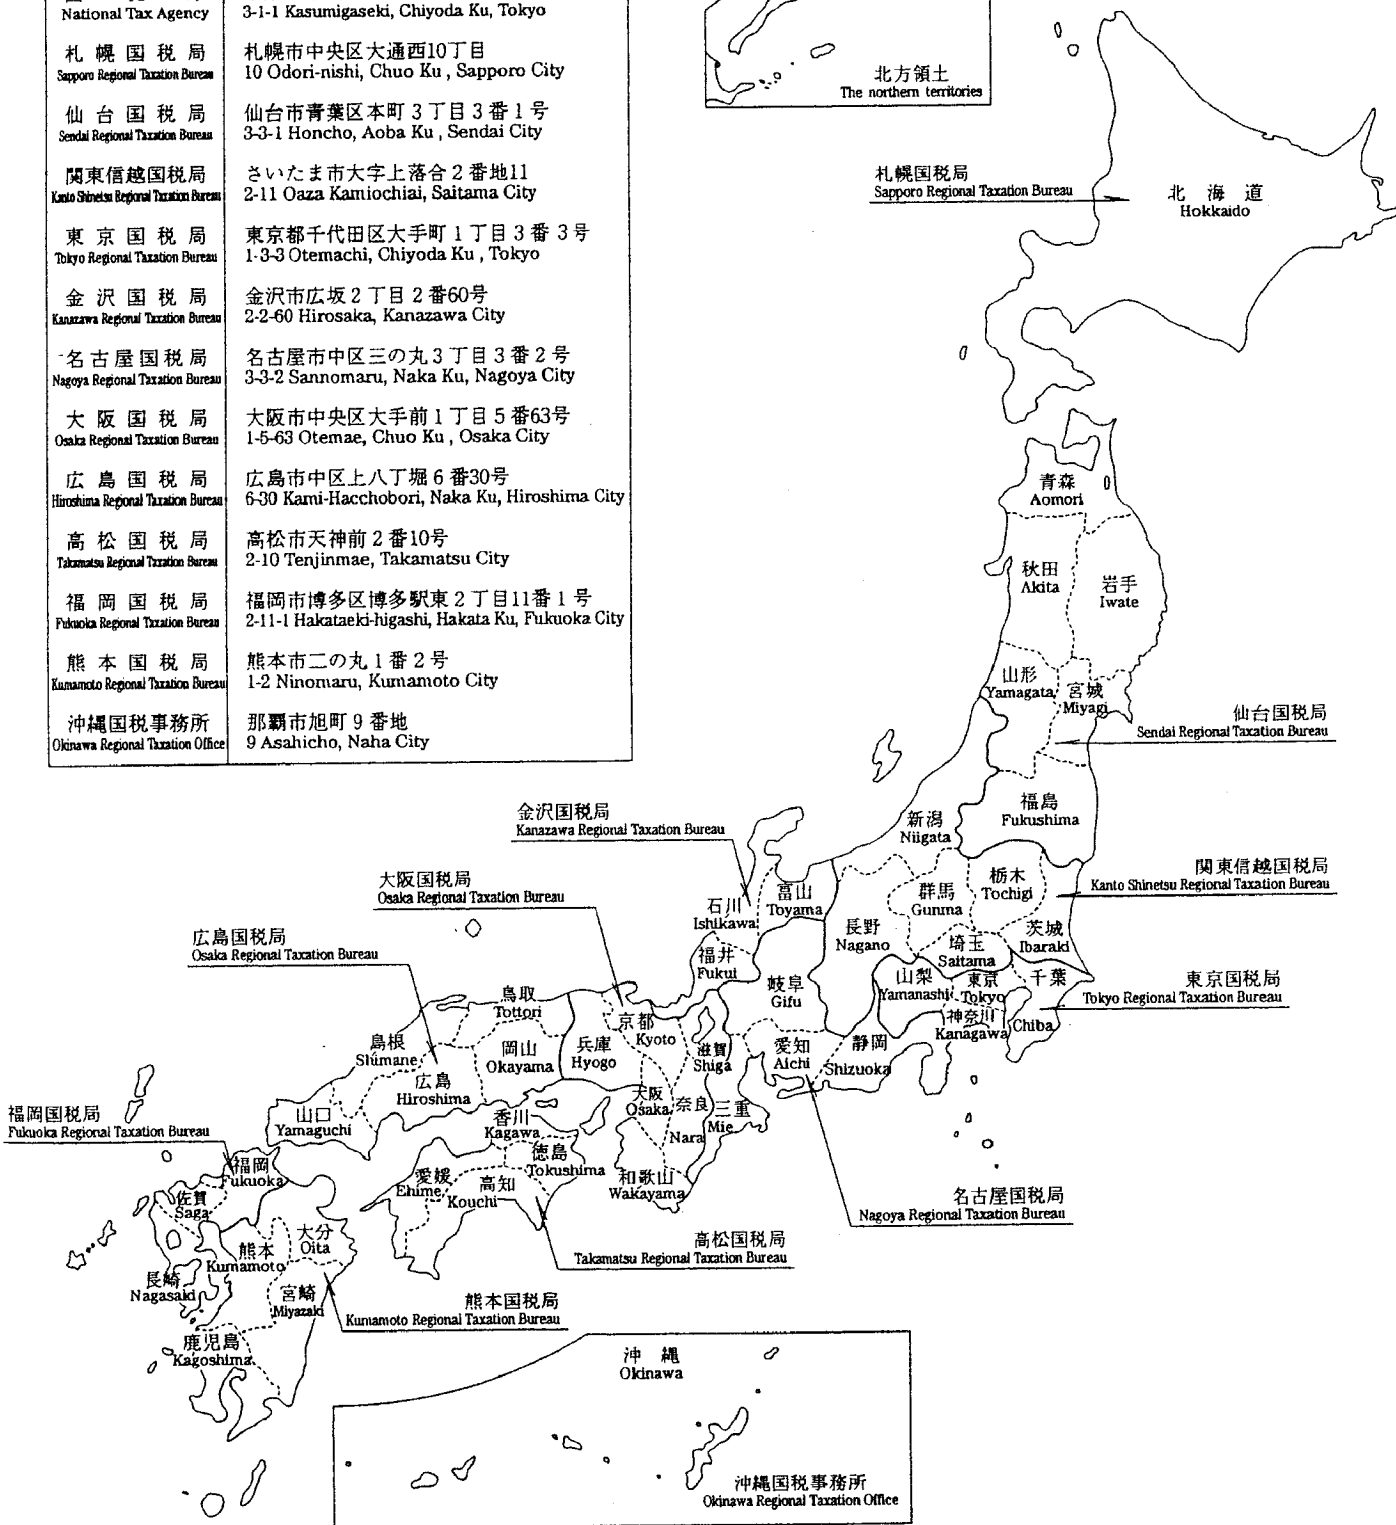 National Tax Agency
3-1-1 Kasumigaseki, Chiyoda Ku, Tokyo
札幌国税局
Sapporo Regional Taxation Bureau
札幌市中央区大通西10丁目
10 Odori-nishi, Chuo Ku , Sapporo City
仙台国税局
Sendai Regional Taxation Bureau
仙台市青葉区本町3丁目3番1号
3-3-1 Honcho, Aoba Ku , Sendai City
関東信越国税局
Kanto Shinetsu Regional Taxation Bureau
さいたま市大字上落合2番地11
2-11 Oaza Kamiochiai, Saitama City
東京国税局
Tokyo Regional Taxation Bureau
東京都千代田区大手町1丁目3番3号
1-3-3 Otemachi, Chiyoda Ku , Tokyo
金沢国税局
Kanazawa Regional Taxation Bureau
金沢市広坂2丁目2番60号
2-2-60 Hirosaka, Kanazawa City
名古屋国税局
Nagoya Regional Taxation Bureau
名古屋市中区三の丸3丁目3番2号
3-3-2 Sannomaru, Naka Ku, Nagoya City
大阪国税局
Osaka Regional Taxation Bureau
大阪市中央区大手前1丁目5番63号
1-5-63 Otemae, Chuo Ku , Osaka City
広島国税局
Hiroshima Regional Taxation Bureau
広島市中区上八丁堀6番30号
6-30 Kami-Hacchobori, Naka Ku, Hiroshima City
高松国税局
Takamatsu Regional Taxation Bureau
高松市天神前2番10号
2-10 Tenjinmae, Takamatsu City
福岡国税局
Fukuoka Regional Taxation Bureau
福岡市博多区博多駅東2丁目11番1号
2-11-1 Hakataeki-higashi, Hakata Ku, Fukuoka City
熊本国税局
Kumamoto Regional Taxation Bureau
熊本市二の丸1番2号
1-2 Ninomaru, Kumamoto City
沖縄国税事務所
Okinawa Regional Taxation Office
那覇市旭町9番地
9 Asahicho, Naha City
北方領土
The northern territories
札幌国税局
Sapporo Regional Taxation Bureau
北海道
Hokkaido
青森
Aomori
秋田
Akita
岩手
Iwate
山形
Yamagata
宮城
Miyagi
仙台国税局
Sendai Regional Taxation Bureau
福島
Fukushima
新潟
Niigata
金沢国税局
Kanazawa Regional Taxation Bureau
関東信越国税局
Kanto Shinetsu Regional Taxation Bureau
栃木
Tochigi
群馬
Gunma
茨城
Ibaraki
埼玉
Saitama
長野
Nagano
富山
Toyama
石川
Ishikawa
福井
Fukui
大阪国税局
Osaka Regional Taxation Bureau
広島国税局
Osaka Regional Taxation Bureau
東京国税局
Tokyo Regional Taxation Bureau
山梨
Yamanashi
東京
Tokyo
千葉
Chiba
神奈川
Kanagawa
岐阜
Gifu
静岡
Shizuoka
愛知
Aichi
滋賀
Shiga
京都
Kyoto
兵庫
Hyogo
鳥取
Tottori
岡山
Okayama
島根
Shimane
広島
Hiroshima
山口
Yamaguchi
大阪
Osaka
奈良
Nara
三重
Mie
和歌山
Wakayama
香川
Kagawa
徳島
Tokushima
愛媛
Ehime
高知
Kouchi
福岡国税局
Fukuoka Regional Taxation Bureau
福岡
Fukuoka
佐賀
Saga
大分
Oita
熊本
Kumamoto
長崎
Nagasaki
宮崎
Miyazaki
鹿児島
Kagoshima
名古屋国税局
Nagoya Regional Taxation Bureau
高松国税局
Takamatsu Regional Taxation Bureau
熊本国税局
Kumamoto Regional Taxation Bureau
沖縄
Okinawa
沖縄国税事務所
Okinawa Regional Taxation Office